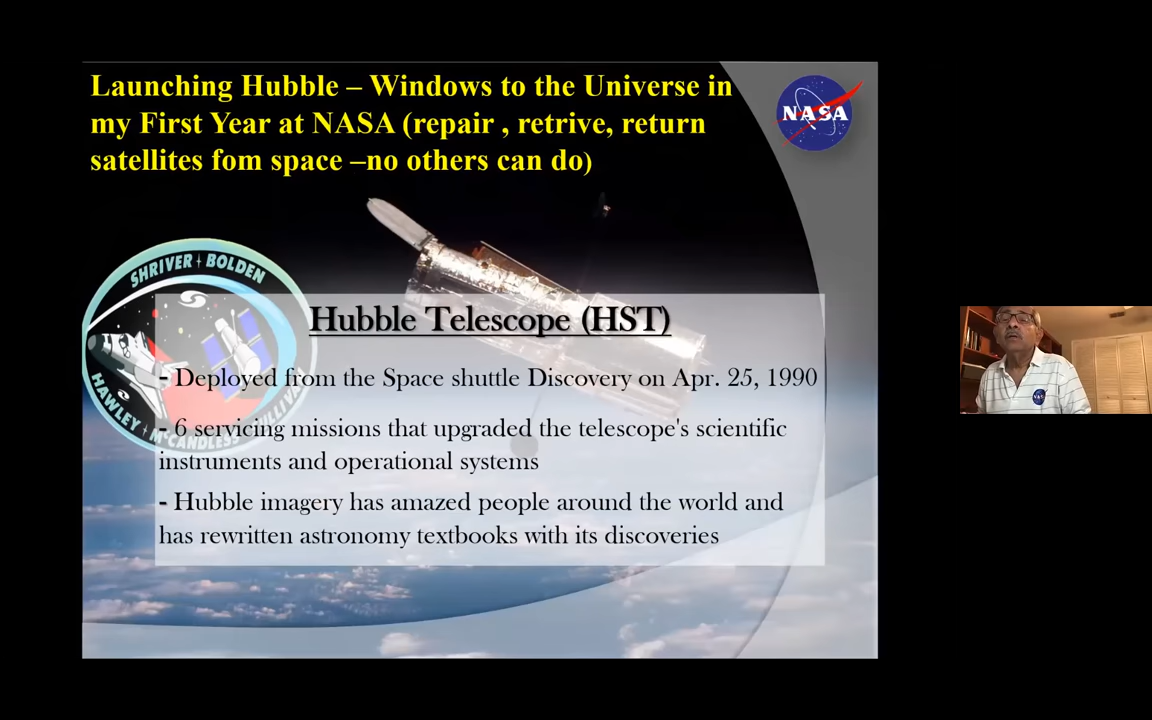 Launching Hubble – Windows to the Universe in
my First Year at NASA (repair , retrive, return
satellites fom space –no others can do)
NASA
SHRIVER BOLDEN
HAWLEY McCANDLESS SULLIVAN
Hubble Telescope (HST)
- Deployed from the Space shuttle Discovery on Apr. 25, 1990
- 6 servicing missions that upgraded the telescope's scientific
instruments and operational systems
- Hubble imagery has amazed people around the world and
has rewritten astronomy textbooks with its discoveries